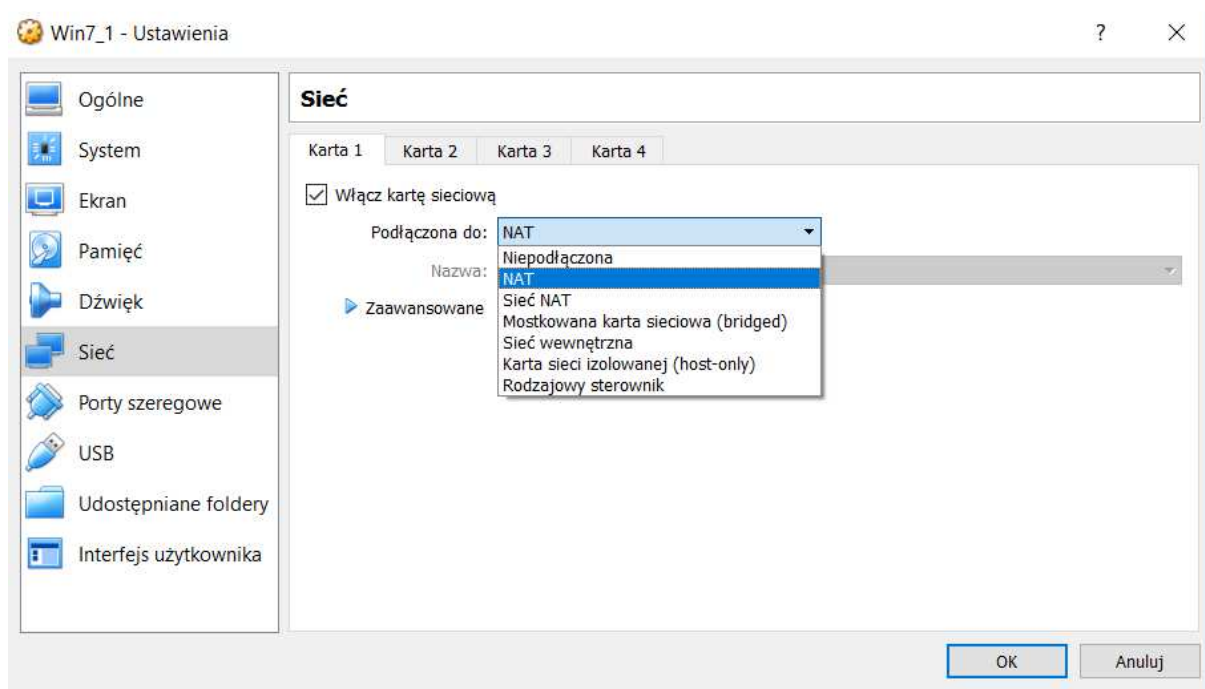 Win7_1 - Ustawienia
?
Ogólne
System
Ekran
Pamięć
Dźwięk
Sieć
Porty szeregowe
USB
Udostępniane foldery
Interfejs użytkownika
Sieć
Karta 1 Karta 2 Karta 3 Karta 4
Włącz kartę sieciową
Podłączona do: NAT
Nazwa:
Zaawansowane
Niepodłączona
NAT
Sieć NAT
Mostkowana karta sieciowa (bridged)
Sieć wewnętrzna
Karta sieci izolowanej (host-only)
Rodzajowy sterownik
OK Anuluj